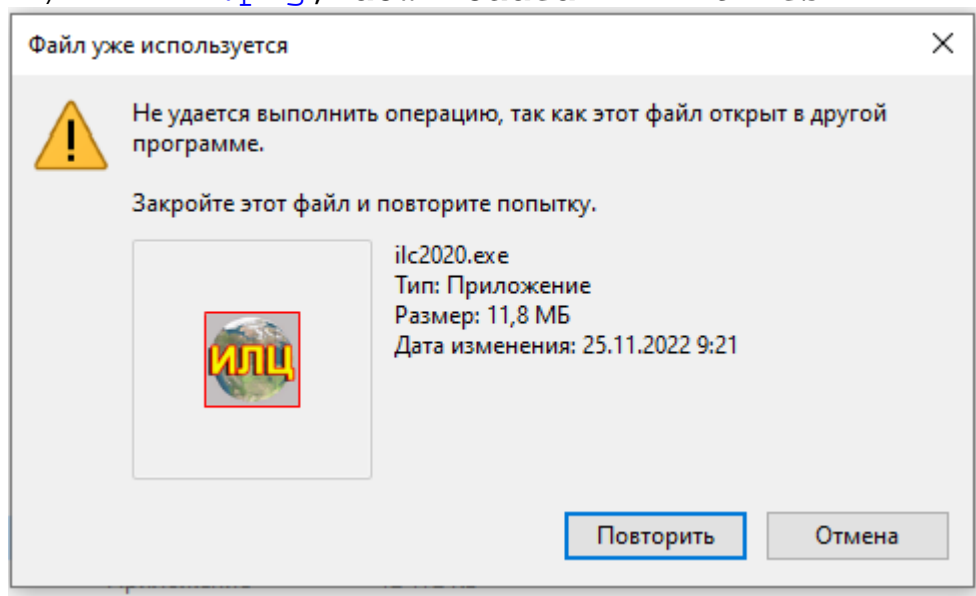 Файл уже используется
Не удается выполнить операцию, так как этот файл открыт в другой
программе.
Закройте этот файл и повторите попытку.
ilc2020.exe
Тип: Приложение
Размер: 11,8 МБ
Дата изменения: 25.11.2022 9:21
ИЛЦ
Повторить
Отмена